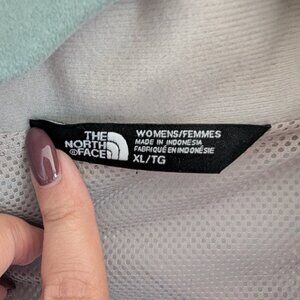 THE
NORTH
FACE
WOMENS/FEMMES
MADE IN INDONESIA
FABRIQUÉ EN INDONÉSIE
XL/TG